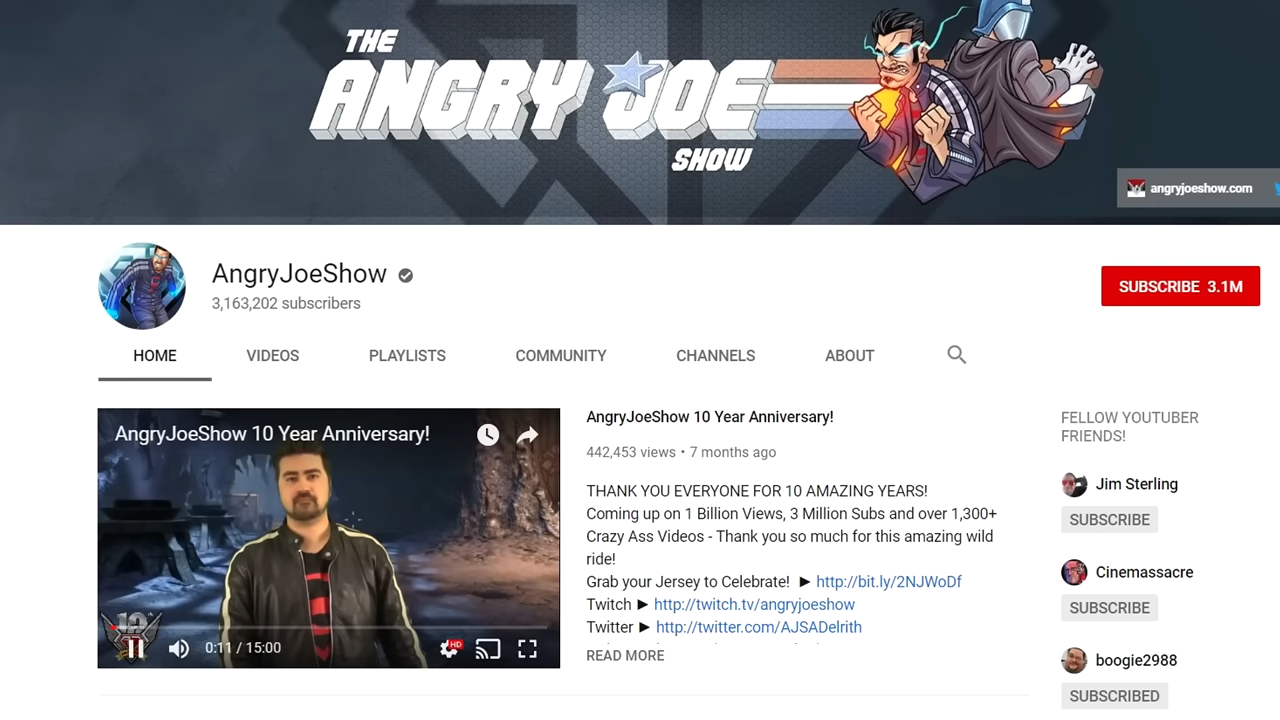 THE
ANGRY JOE
SHOW
angryjoeshow.com
AngryJoeShow
3,163,202 subscribers
SUBSCRIBE 3.1M
HOME VIDEOS PLAYLISTS COMMUNITY CHANNELS ABOUT
AngryJoeShow 10 Year Anniversary!
0:11 / 15:00
HD
AngryJoeShow 10 Year Anniversary!
442,453 views • 7 months ago
THANK YOU EVERYONE FOR 10 AMAZING YEARS!
Coming up on 1 Billion Views, 3 Million Subs and over 1,300+
Crazy Ass Videos - Thank you so much for this amazing wild
ride!
Grab your Jersey to Celebrate! ► http://bit.ly/2NJWoDf
Twitch ► http://twitch.tv/angryjoeshow
Twitter ► http://twitter.com/AJSADelrith
READ MORE
FELLOW YOUTUBER
FRIENDS!
Jim Sterling
SUBSCRIBE
Cinemassacre
SUBSCRIBE
boogie2988
SUBSCRIBED